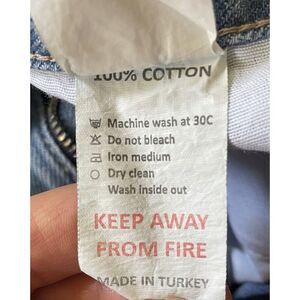 100% COTTON
Machine wash at 30C
Do not bleach
Iron medium
Dry clean
Wash inside out
KEEP AWAY
FROM FIRE
MADE IN TURKEY